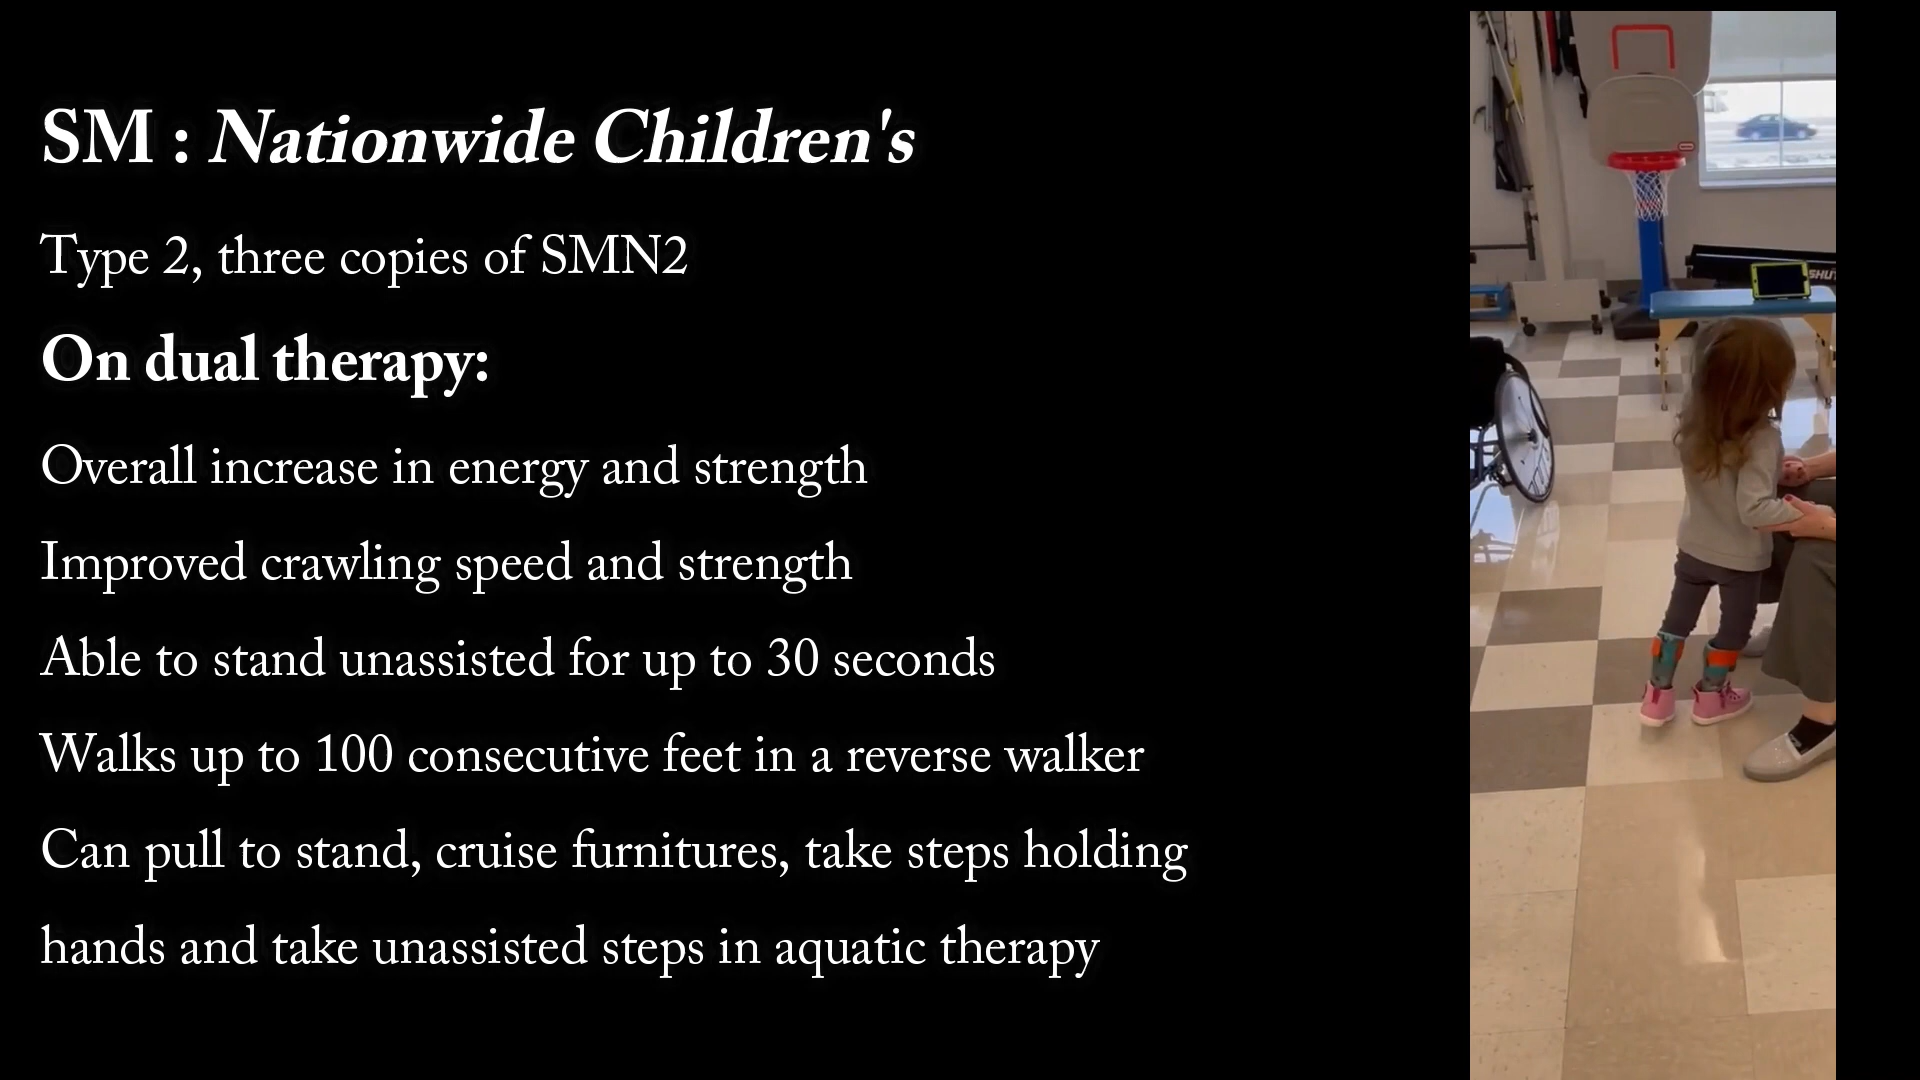 SM : Nationwide Children's
Type 2, three copies of SMN2
On dual therapy:
Overall increase in energy and strength
Improved crawling speed and strength
Able to stand unassisted for up to 30 seconds
Walks up to 100 consecutive feet in a reverse walker
Can pull to stand, cruise furnitures, take steps holding
hands and take unassisted steps in aquatic therapy